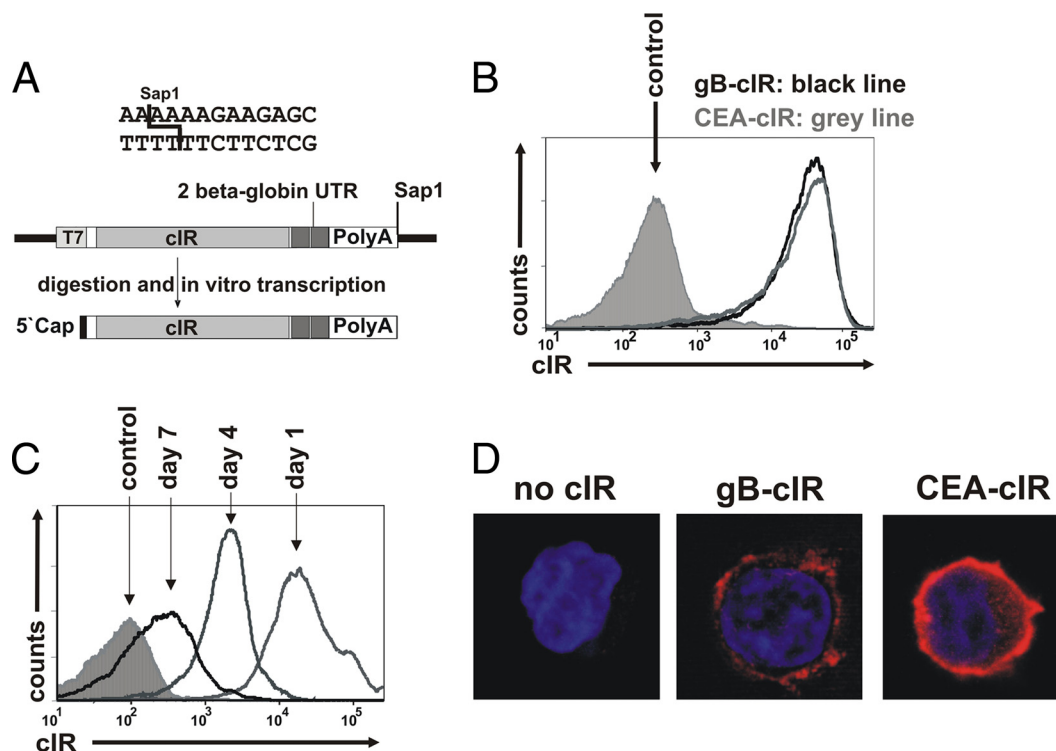 A
Sap1
AAAAAAGAAGAGC
TTTTTTCTTCTCG
2 beta-globin UTR
Sap1
T7
cIR
PolyA
digestion and in vitro transcription
5`Cap
cIR
PolyA
B
control
gB-cIR: black line
CEA-cIR: grey line
counts
10¹ 10² 10³ 10⁴ 10⁵
cIR
C
control
day 7
day 4
day 1
counts
10¹ 10² 10³ 10⁴ 10⁵
cIR
D
no cIR
gB-cIR
CEA-cIR